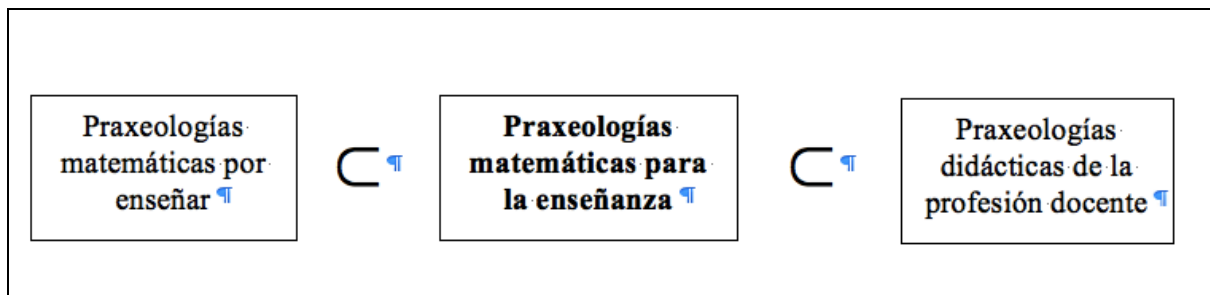 Praxeologías
matemáticas por
enseñar ¶
⊂ ¶
Praxeologías
matemáticas para
la enseñanza ¶
⊂ ¶
Praxeologías
didácticas de la
profesión docente ¶